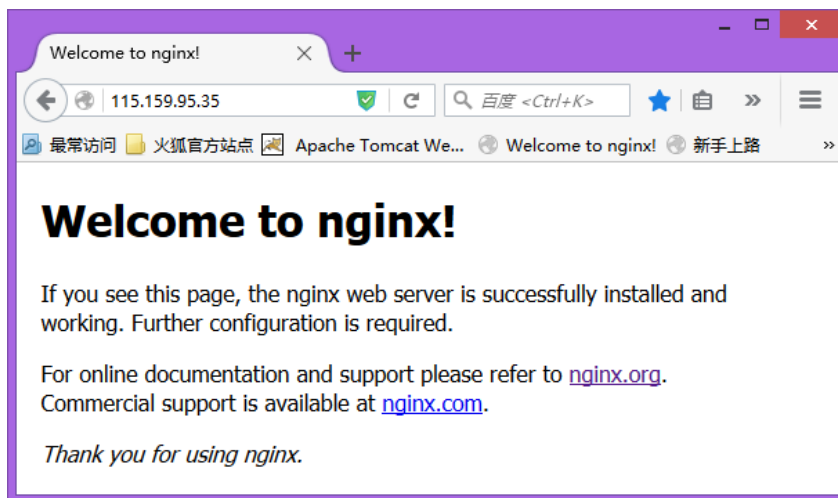 Welcome to nginx!
115.159.95.35
百度 <Ctrl+K>
最常访问 火狐官方站点 Apache Tomcat We... Welcome to nginx! 新手上路
Welcome to nginx!
If you see this page, the nginx web server is successfully installed and
working. Further configuration is required.
For online documentation and support please refer to nginx.org.
Commercial support is available at nginx.com.
Thank you for using nginx.